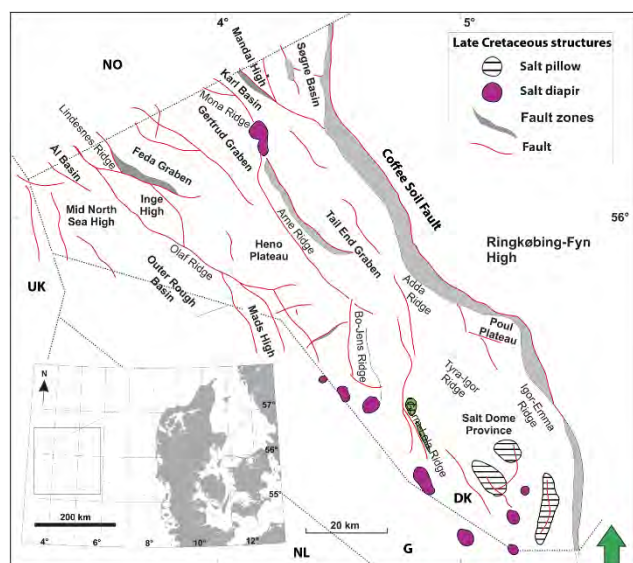 4°
5°
NO
Mandal High
Søgne Basin
Karl Basin
Mona Ridge
Gertrud Graben
Lindesnes Ridge
Al Basin
Feda Graben
Inge High
Mid North
Sea High
Olaf Ridge
Outer Rough
Basin
Mads High
Heno
Plateau
Arne Ridge
Tail End Graben
Coffee Soil Fault
56°
Ringkøbing-Fyn
High
UK
Adda
Ridge
Poul
Plateau
Bo-Jens Ridge
Tyra-Igor
Ridge
Igor-Emma
Ridge
Salt Dome
Province
Ridge
DK
NL
G
20 km
Late Cretaceous structures
Salt pillow
Salt diapir
Fault zones
Fault
N
57°
56°
55°
200 km
4°
6°
8°
10°
12°